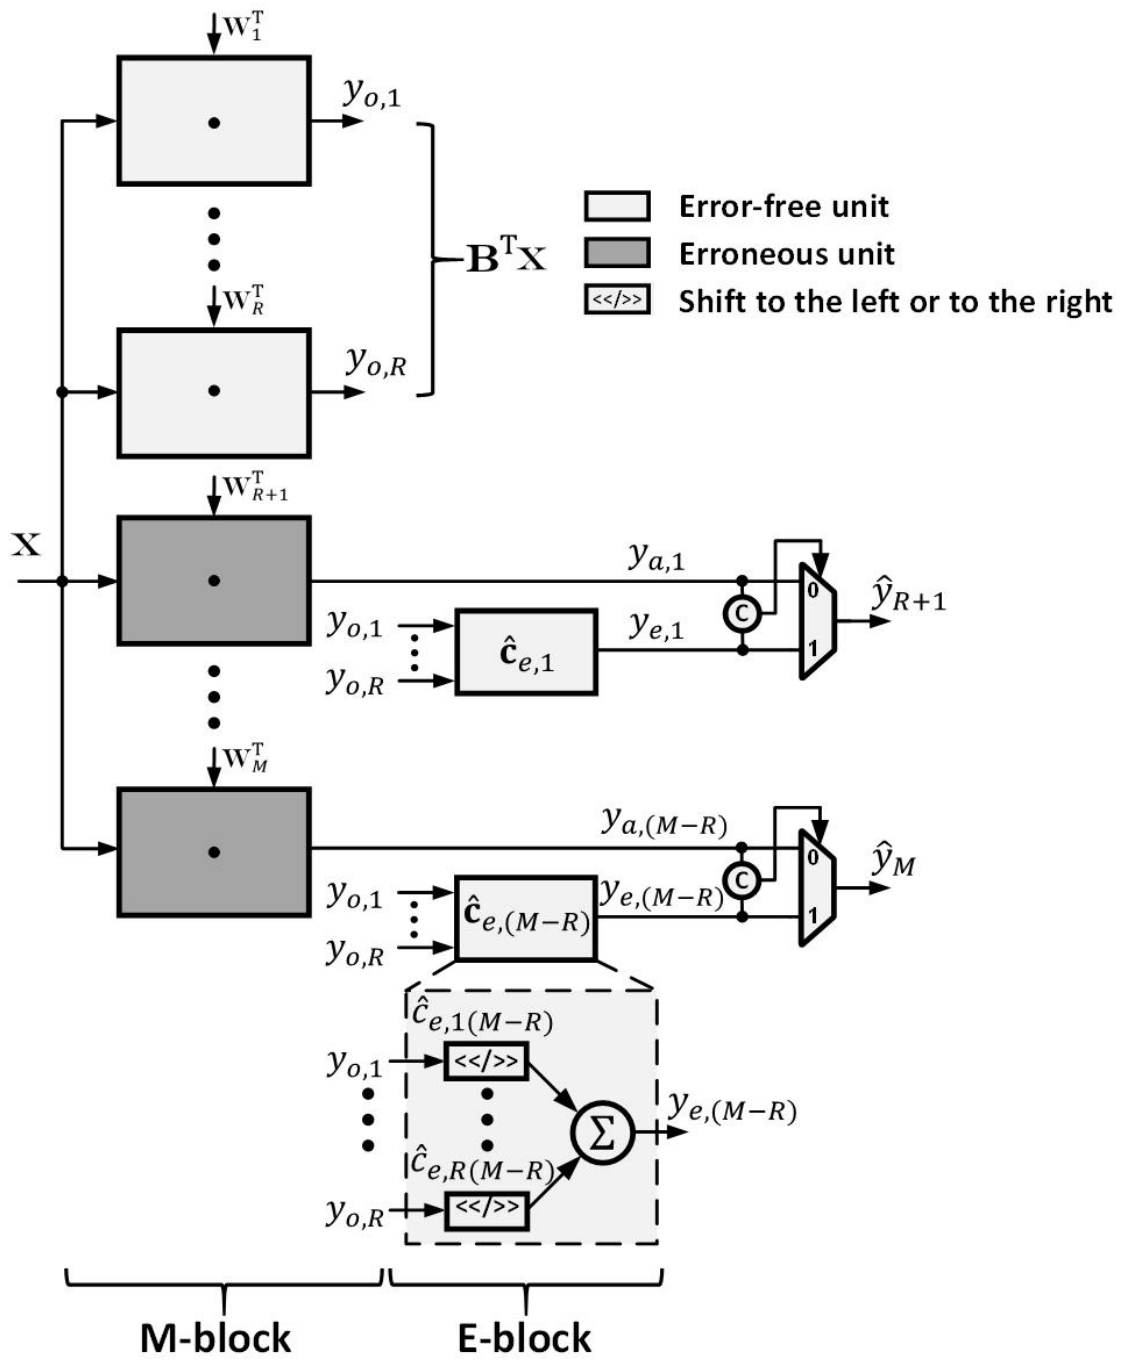 w₁ᵀ
y_{o,1}
w_Rᵀ
y_{o,R}
BᵀX
Error-free unit
Erroneous unit
<</>> Shift to the left or to the right
w_{R+1}ᵀ
X
y_{a,1}
0
C
ŷ_{R+1}
y_{o,1}
ĉ_{e,1}
y_{e,1}
1
y_{o,R}
w_Mᵀ
y_{a,(M−R)}
0
C
ŷ_M
y_{o,1}
ĉ_{e,(M−R)}
y_{e,(M−R)}
1
y_{o,R}
ĉ_{e,1(M−R)}
y_{o,1}
<</>>
Σ
y_{e,(M−R)}
ĉ_{e,R(M−R)}
y_{o,R}
<</>>
M-block
E-block